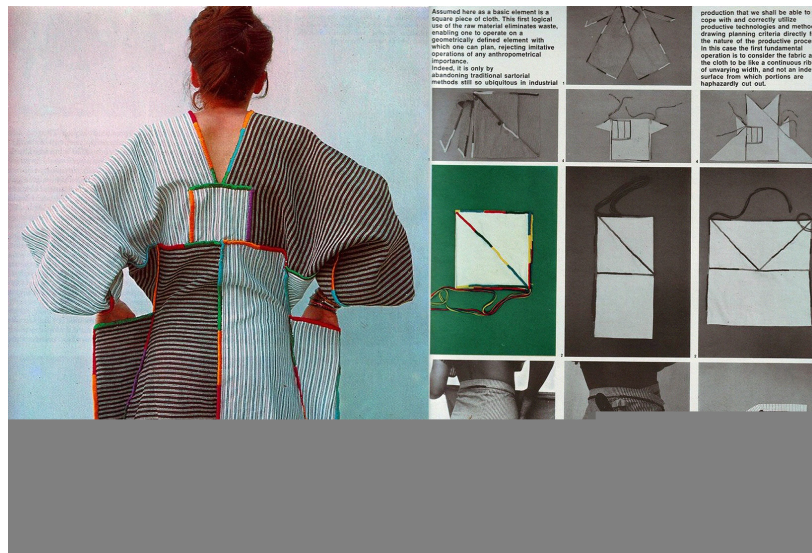 Assumed here as a basic element is a
square piece of cloth. This first logical
use of the raw material eliminates waste,
enabling one to operate on a
geometrically defined element with
which one can plan, rejecting imitative
operations of any anthropometrical
importance.
Indeed, it is only by
abandoning traditional sartorial
methods still so ubiquitous in industrial
production that we shall be able to
cope with and correctly utilize
productive technologies and
drawing planning criteria directly
the nature of the productive
In this case the first fundamental
operation is to consider the fabric
the cloth to be like a continuous
of unvarying width, and not an
surface from which portions are
haphazardly cut out.